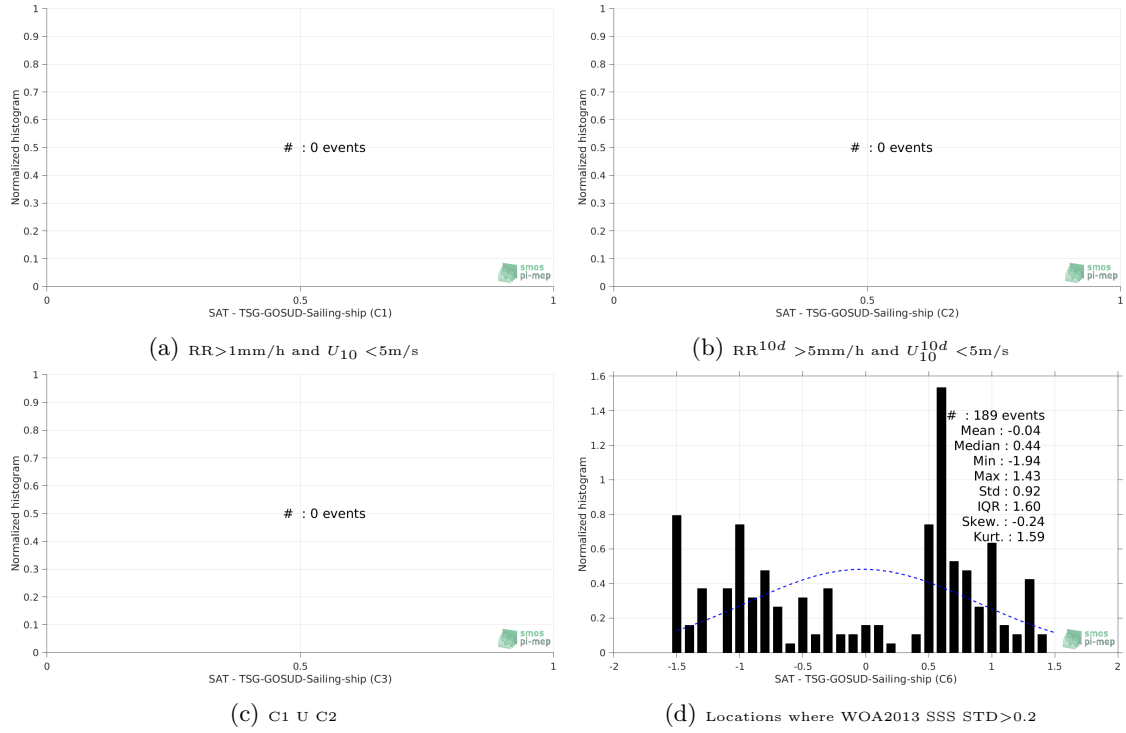 1
0.9
0.8
0.7
0.6
0.5
0.4
0.3
0.2
0.1
0
Normalized histogram
# : 0 events
smos
pi-mep
0 0.5 1
SAT - TSG-GOSUD-Sailing-ship (C1)
(a) RR>1mm/h and U10 <5m/s
1
0.9
0.8
0.7
0.6
0.5
0.4
0.3
0.2
0.1
0
Normalized histogram
# : 0 events
smos
pi-mep
0 0.5 1
SAT - TSG-GOSUD-Sailing-ship (C2)
(b) RR10d >5mm/h and U10d10 <5m/s
1
0.9
0.8
0.7
0.6
0.5
0.4
0.3
0.2
0.1
0
Normalized histogram
# : 0 events
smos
pi-mep
0 0.5 1
SAT - TSG-GOSUD-Sailing-ship (C3)
(c) C1 U C2
1.6
1.4
1.2
1
0.8
0.6
0.4
0.2
0
Normalized histogram
# : 189 events
Mean : -0.04
Median : 0.44
Min : -1.94
Max : 1.43
Std : 0.92
IQR : 1.60
Skew. : -0.24
Kurt. : 1.59
smos
pi-mep
-2 -1.5 -1 -0.5 0 0.5 1 1.5 2
SAT - TSG-GOSUD-Sailing-ship (C6)
(d) Locations where WOA2013 SSS STD>0.2